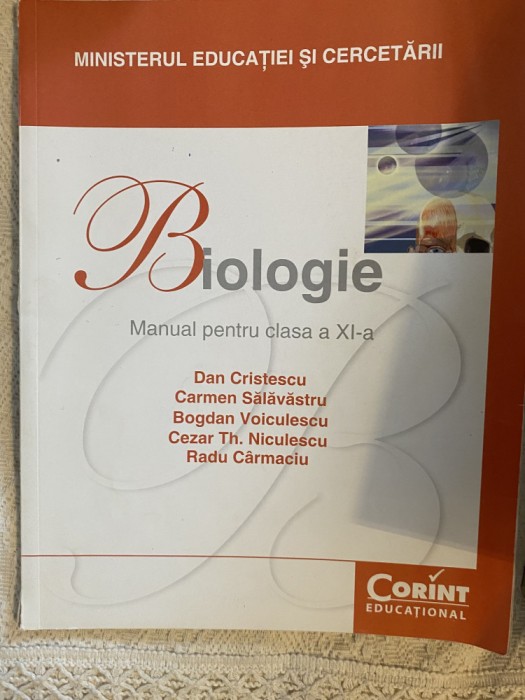 MINISTERUL EDUCAȚIEI ȘI CERCETĂRII
Biologie
Manual pentru clasa a XI-a
Dan Cristescu
Carmen Sălăvăstru
Bogdan Voiculescu
Cezar Th. Niculescu
Radu Cârmaciu
CORINT
EDUCAȚIONAL